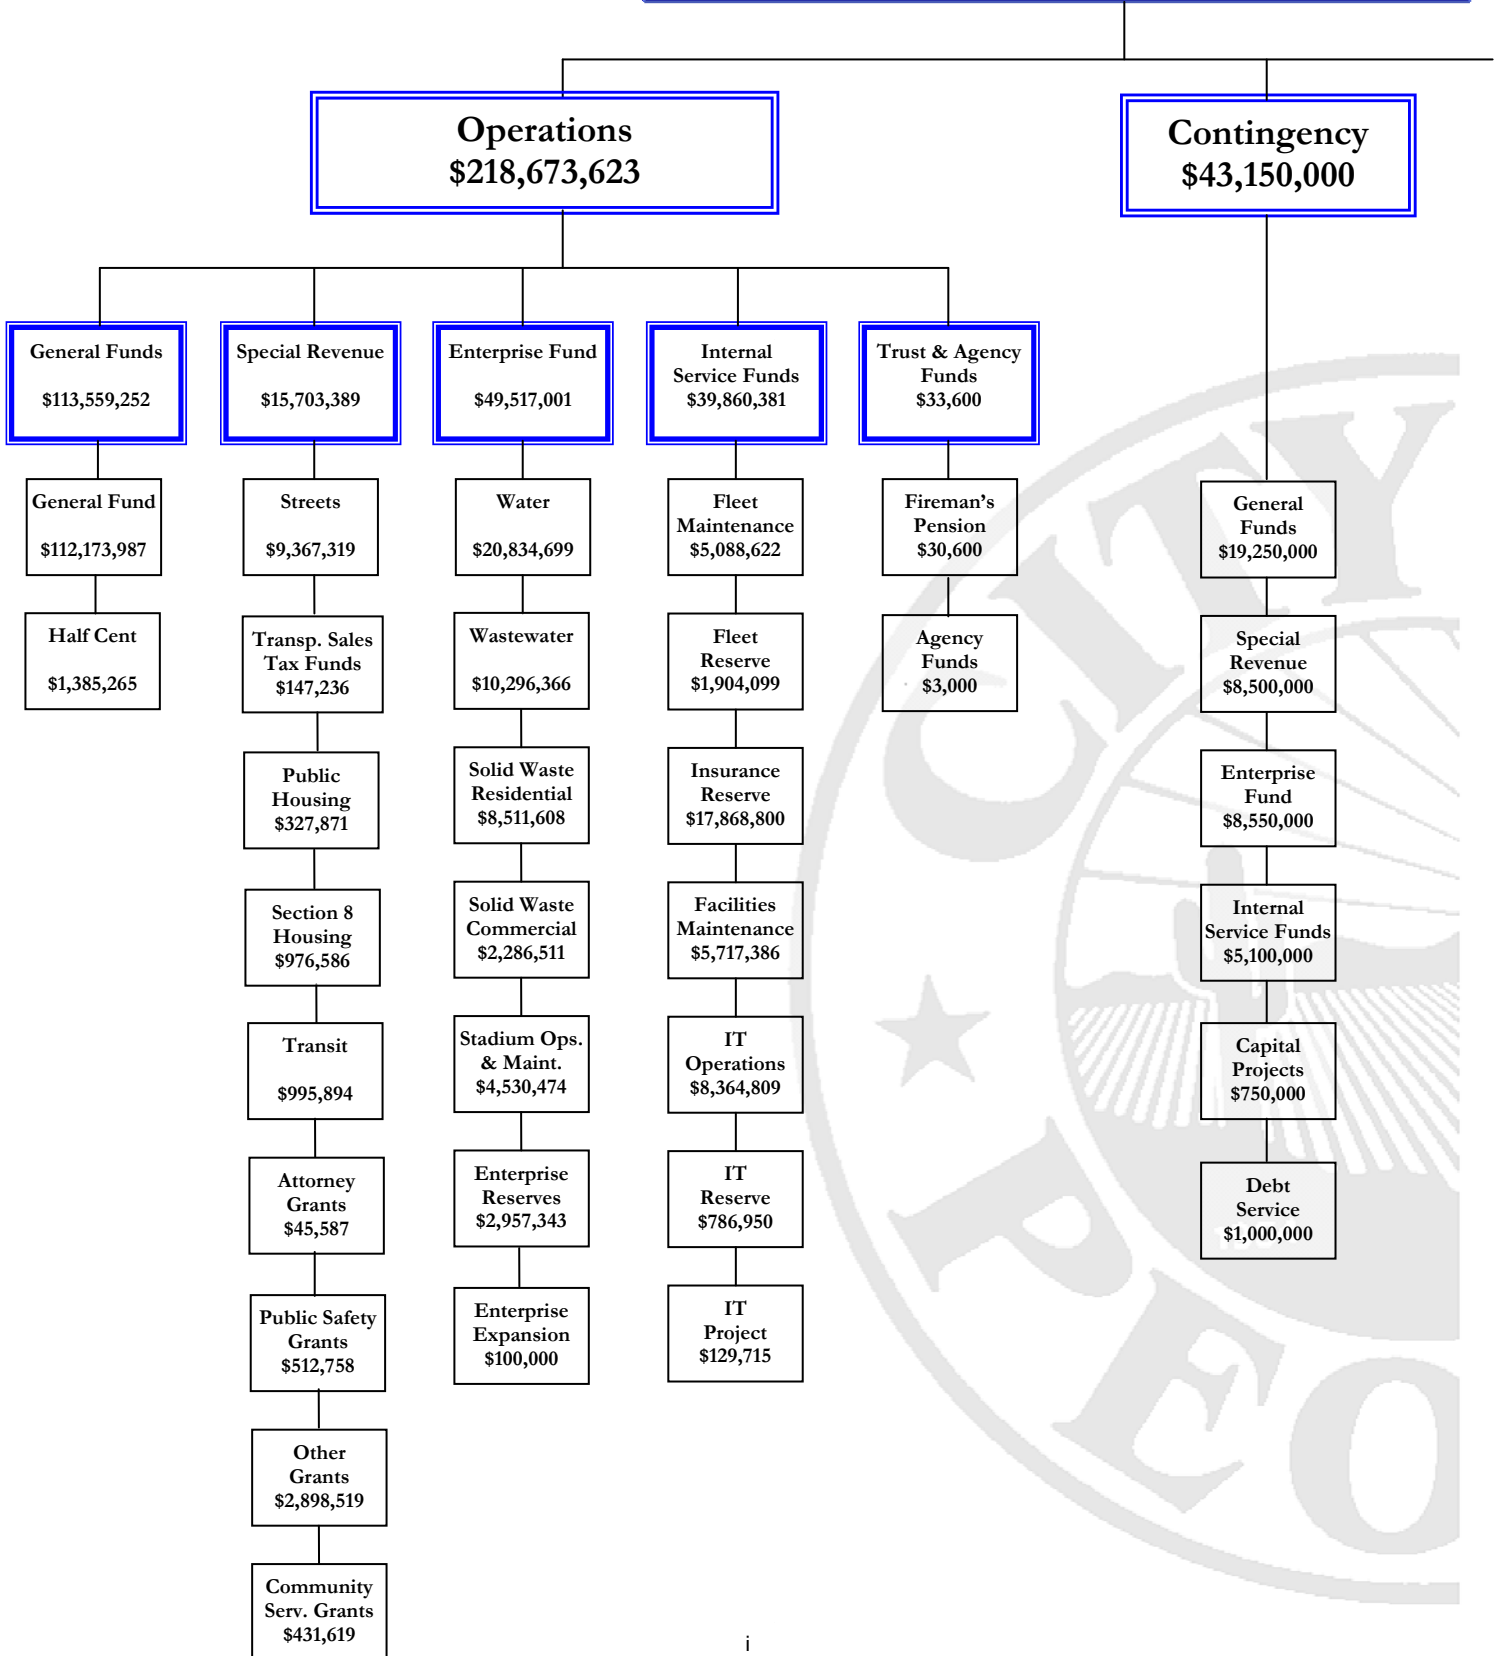 Operations
$218,673,623
Contingency
$43,150,000
General Funds
$113,559,252
Special Revenue
$15,703,389
Enterprise Fund
$49,517,001
Internal
Service Funds
$39,860,381
Trust & Agency
Funds
$33,600
General Fund
$112,173,987
Half Cent
$1,385,265
Streets
$9,367,319
Transp. Sales
Tax Funds
$147,236
Public
Housing
$327,871
Section 8
Housing
$976,586
Transit
$995,894
Attorney
Grants
$45,587
Public Safety
Grants
$512,758
Other
Grants
$2,898,519
Community
Serv. Grants
$431,619
Water
$20,834,699
Wastewater
$10,296,366
Solid Waste
Residential
$8,511,608
Solid Waste
Commercial
$2,286,511
Stadium Ops.
& Maint.
$4,530,474
Enterprise
Reserves
$2,957,343
Enterprise
Expansion
$100,000
Fleet
Maintenance
$5,088,622
Fleet
Reserve
$1,904,099
Insurance
Reserve
$17,868,800
Facilities
Maintenance
$5,717,386
IT
Operations
$8,364,809
IT
Reserve
$786,950
IT
Project
$129,715
Fireman’s
Pension
$30,600
Agency
Funds
$3,000
General
Funds
$19,250,000
Special
Revenue
$8,500,000
Enterprise
Fund
$8,550,000
Internal
Service Funds
$5,100,000
Capital
Projects
$750,000
Debt
Service
$1,000,000
CITY
PEO
i